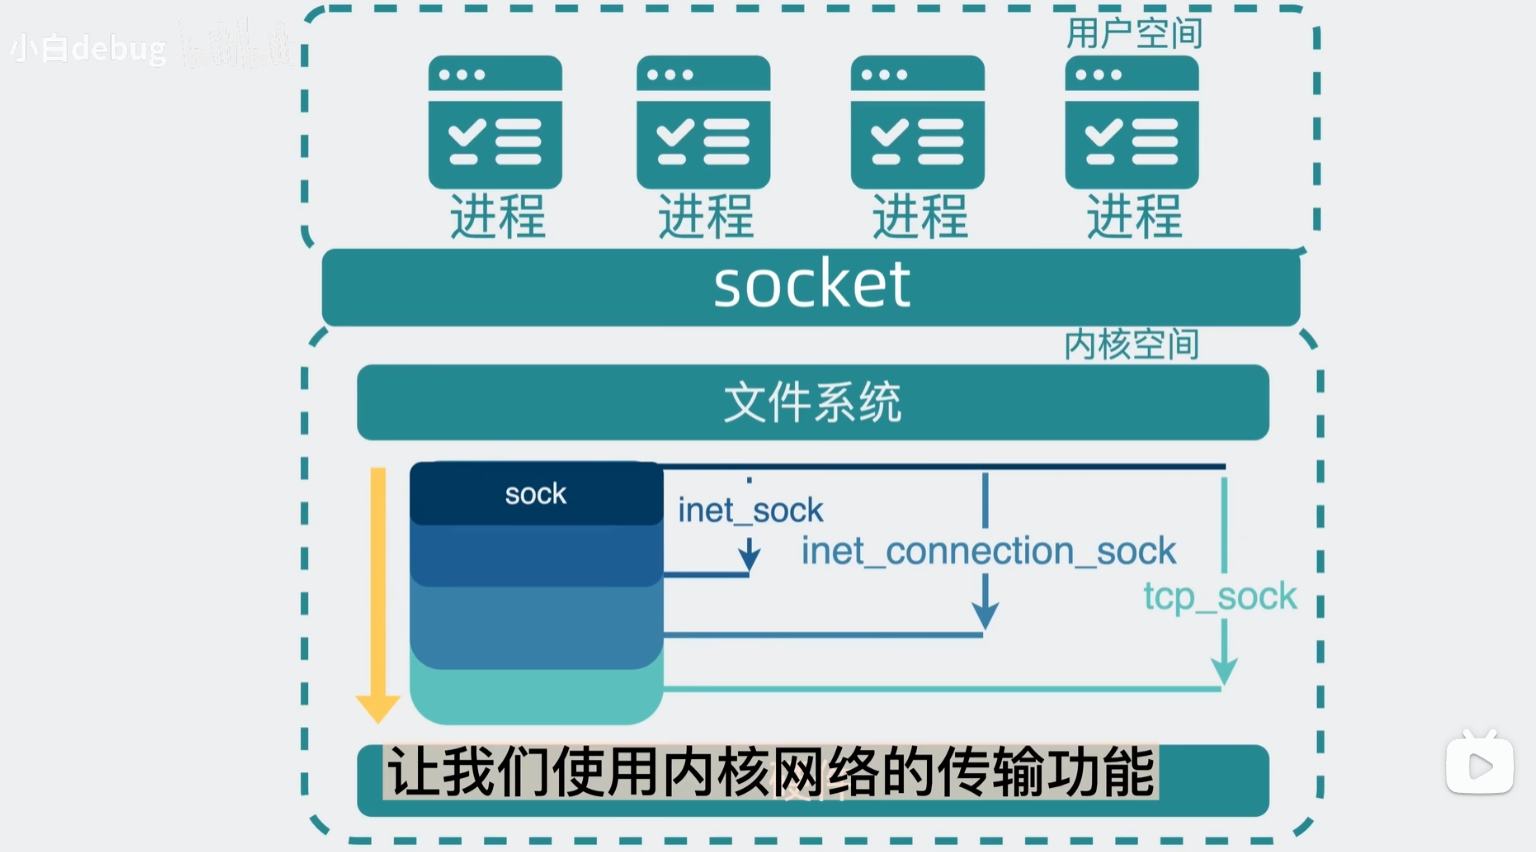 小白debug
用户空间
进程 进程 进程 进程
socket
内核空间
文件系统
sock
inet_sock
inet_connection_sock
tcp_sock
让我们使用内核网络的传输功能